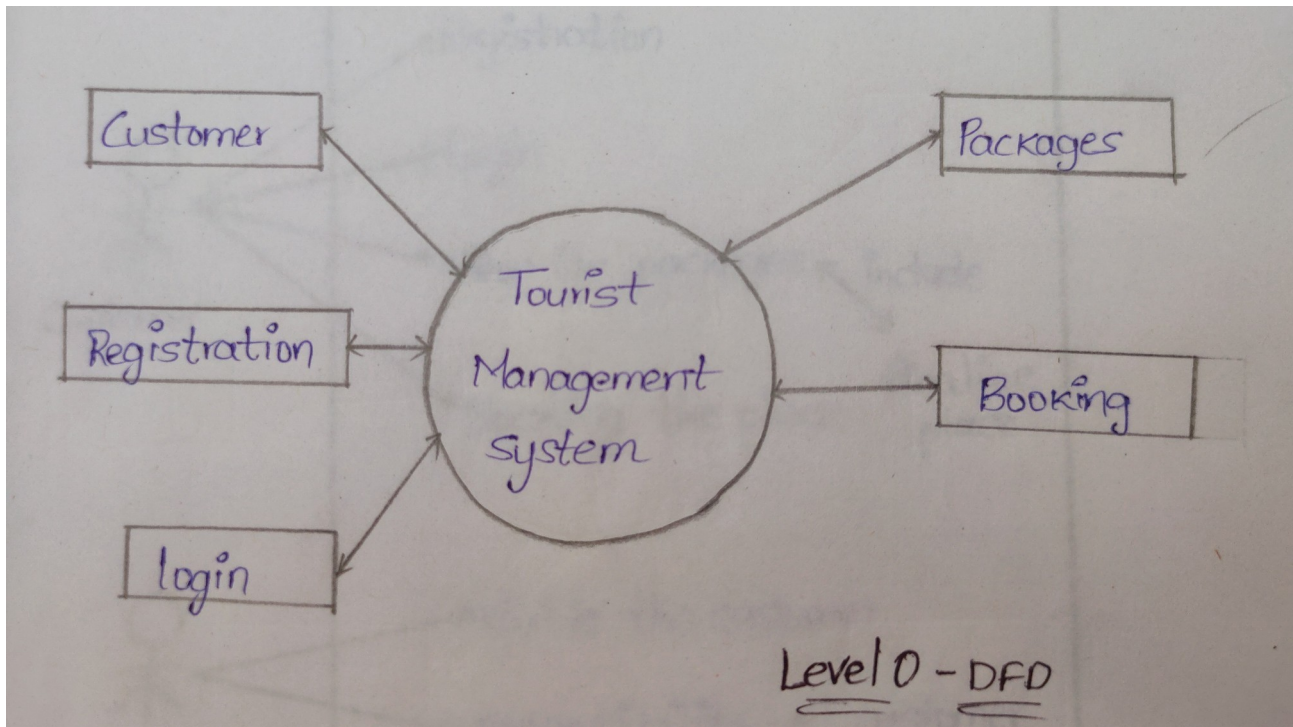 Customer
Packages
Tourist
Management
system
Registration
Booking
login
Level 0 - DFD